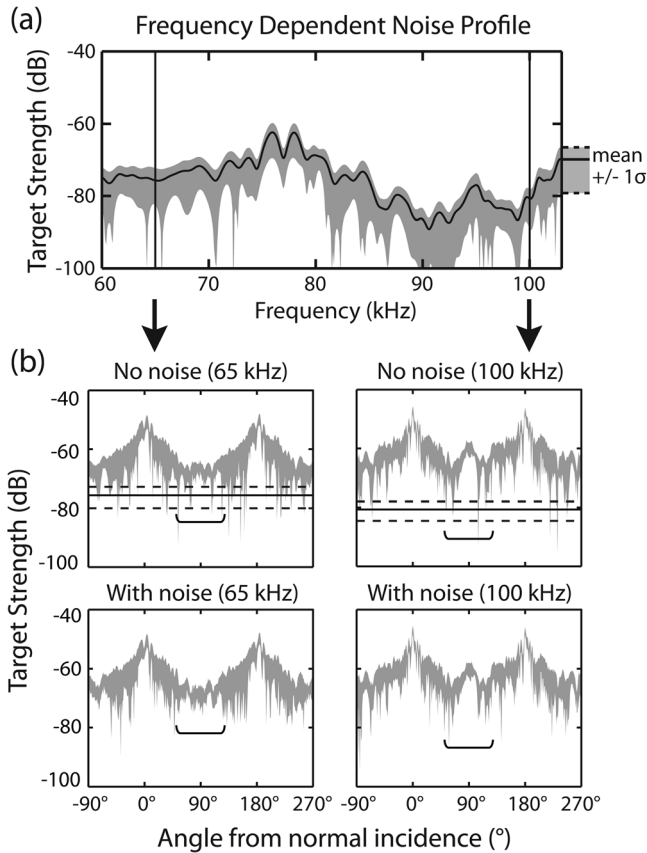 (a)
Frequency Dependent Noise Profile
Target Strength (dB)
-40
-60
-80
-100
60
70
80
90
100
Frequency (kHz)
mean
+/- 1σ
(b)
No noise (65 kHz)
No noise (100 kHz)
Target Strength (dB)
-40
-60
-80
-100
With noise (65 kHz)
With noise (100 kHz)
-40
-60
-80
-100
-90° 0° 90° 180° 270°
-90° 0° 90° 180° 270°
Angle from normal incidence (°)